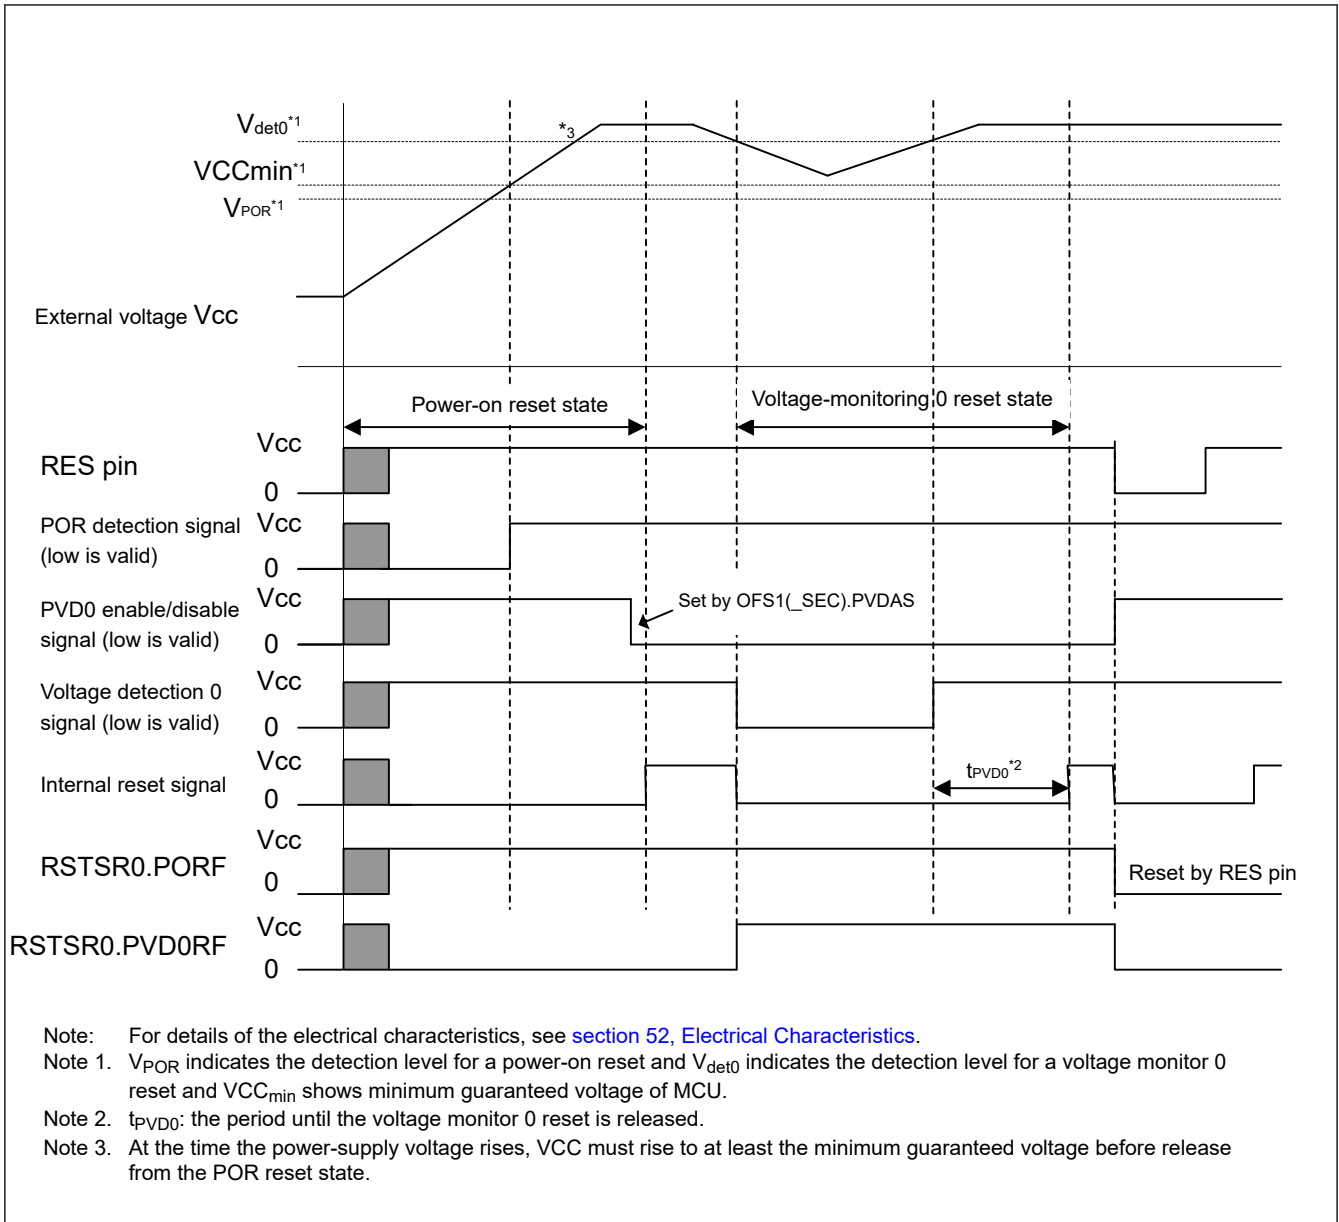 Vdet0*1
*3
VCCmin*1
VPOR*1
External voltage Vcc
Power-on reset state
Voltage-monitoring 0 reset state
RES pin
Vcc
0
POR detection signal
(low is valid)
Vcc
0
PVD0 enable/disable
signal (low is valid)
Vcc
0
Set by OFS1(_SEC).PVDAS
Voltage detection 0
signal (low is valid)
Vcc
0
Internal reset signal
Vcc
0
tPVD0*2
RSTSR0.PORF
Vcc
0
Reset by RES pin
RSTSR0.PVD0RF
Vcc
0
Note: For details of the electrical characteristics, see section 52, Electrical Characteristics.
Note 1. VPOR indicates the detection level for a power-on reset and Vdet0 indicates the detection level for a voltage monitor 0
reset and VCCmin shows minimum guaranteed voltage of MCU.
Note 2. tPVD0: the period until the voltage monitor 0 reset is released.
Note 3. At the time the power-supply voltage rises, VCC must rise to at least the minimum guaranteed voltage before release
from the POR reset state.